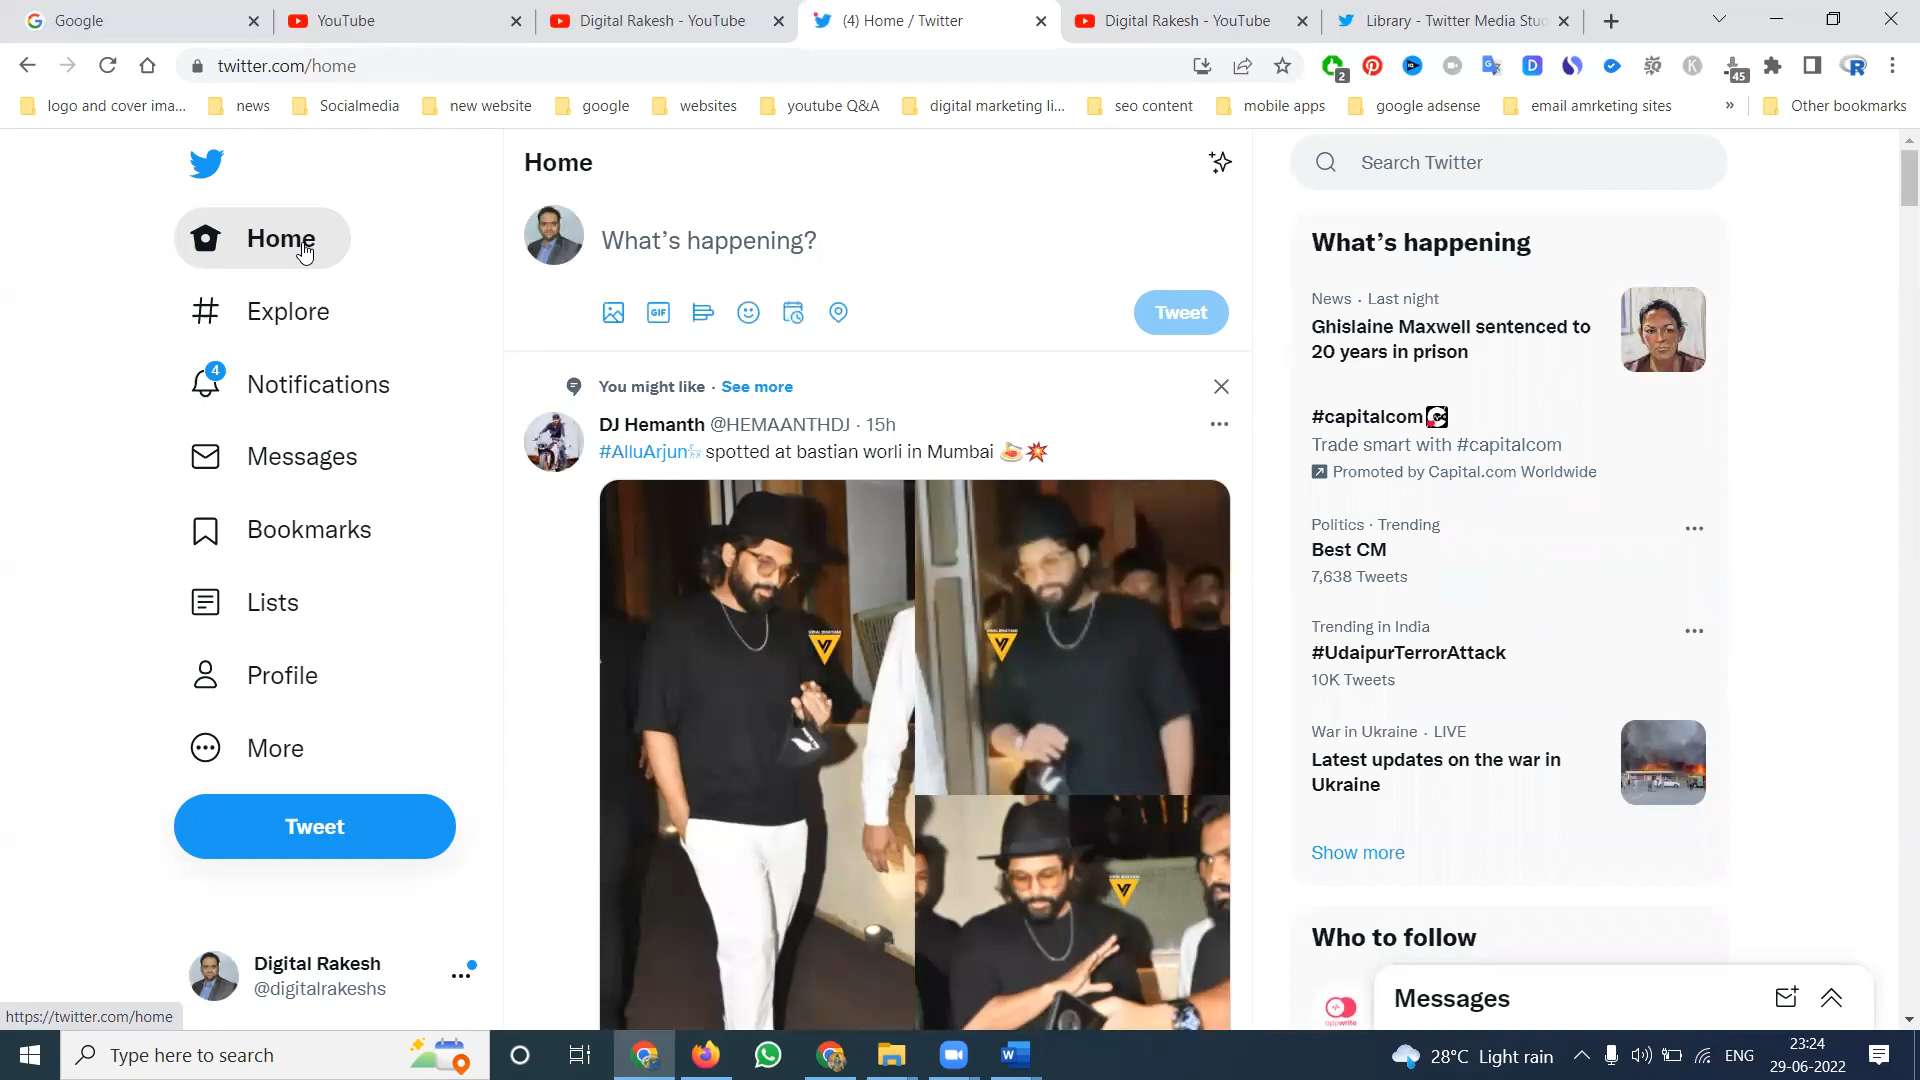 Google
YouTube
Digital Rakesh - YouTube
(4) Home / Twitter
Digital Rakesh - YouTube
Library - Twitter Media Stud
twitter.com/home
2
45
logo and cover ima...
news
Socialmedia
new website
google
websites
youtube Q&A
digital marketing li...
seo content
mobile apps
google adsense
email amrketing sites
»
Other bookmarks
Home
Explore
4
Notifications
Messages
Bookmarks
Lists
Profile
More
Tweet
Digital Rakesh
@digitalrakeshs
https://twitter.com/home
Home
What's happening?
GIF
Tweet
You might like · See more
DJ Hemanth @HEMAANTHDJ · 15h
#AlluArjun spotted at bastian worli in Mumbai
Search Twitter
What's happening
News · Last night
Ghislaine Maxwell sentenced to
20 years in prison
#capitalcom
Trade smart with #capitalcom
Promoted by Capital.com Worldwide
Politics · Trending
Best CM
7,638 Tweets
Trending in India
#UdaipurTerrorAttack
10K Tweets
War in Ukraine · LIVE
Latest updates on the war in
Ukraine
Show more
Who to follow
appwrite
Messages
Type here to search
28°C Light rain
ENG
23:24
29-06-2022